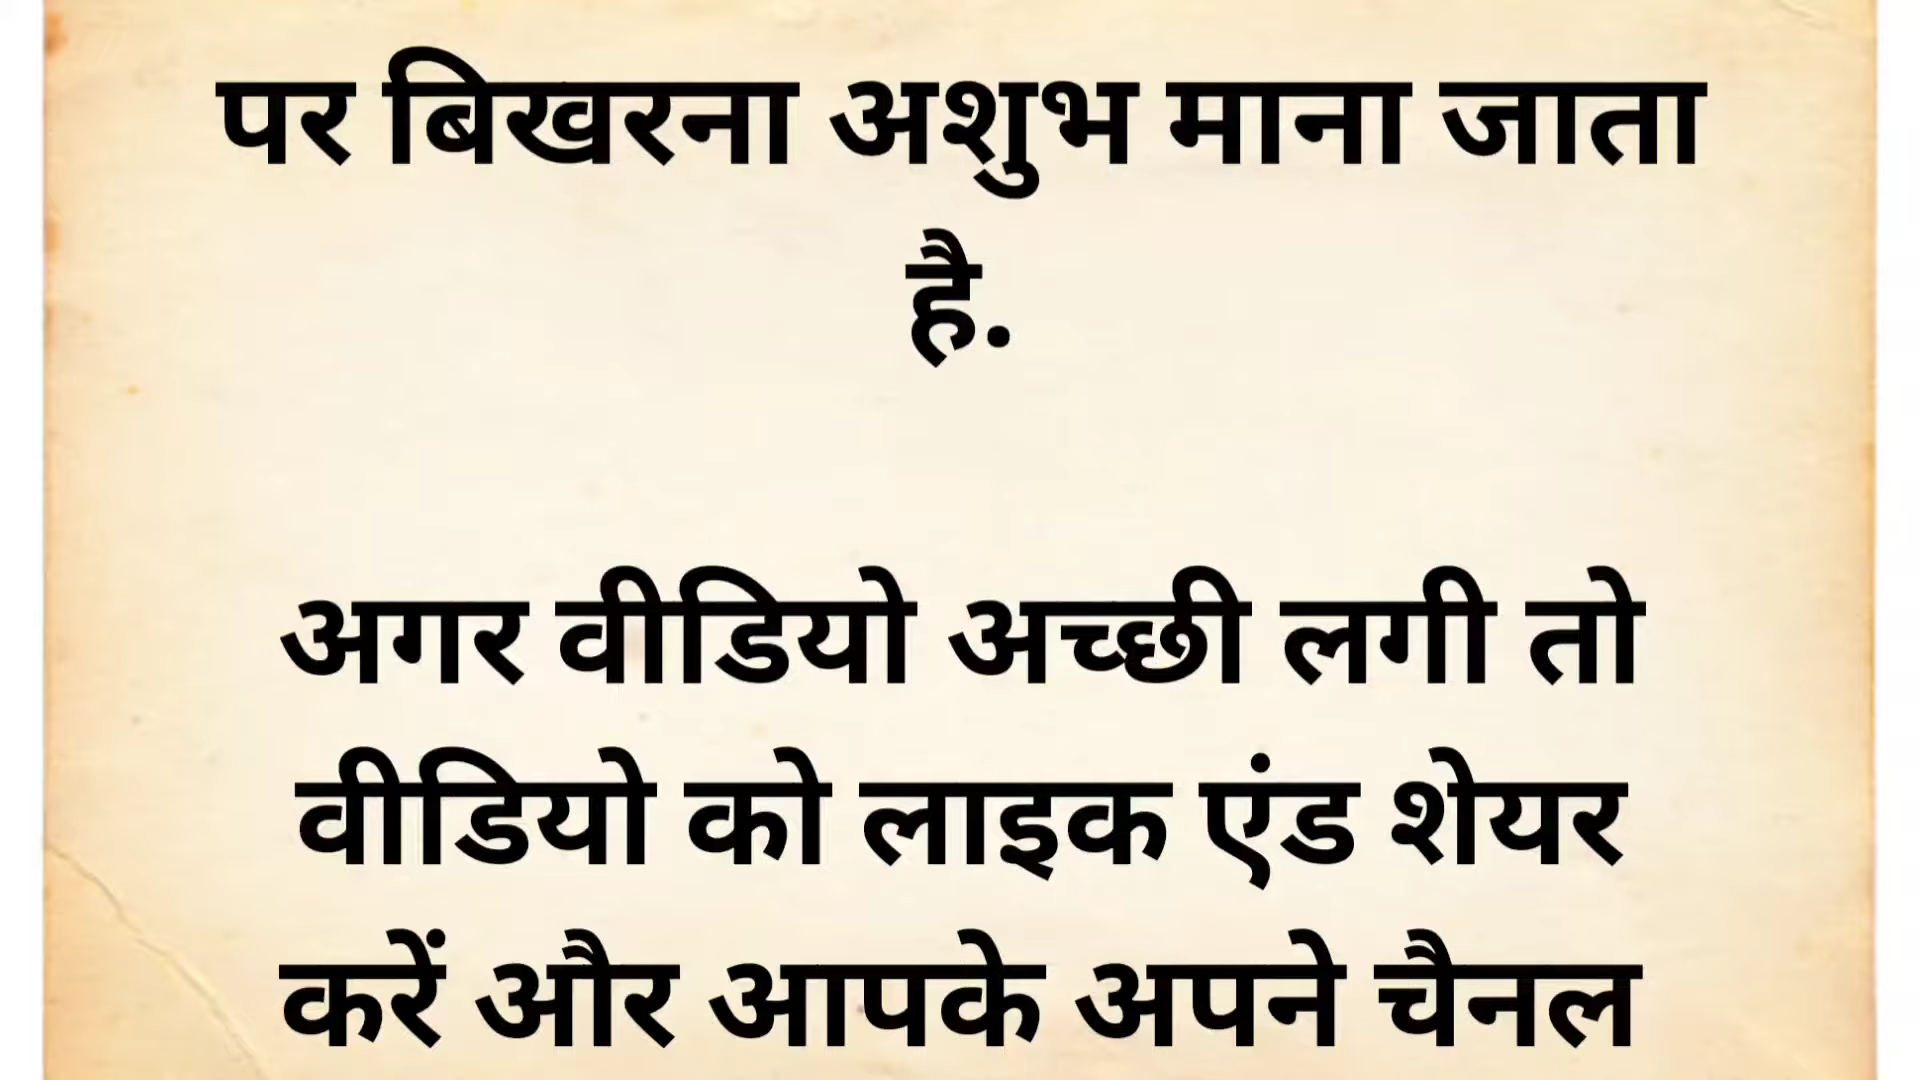 पर बिखरना अशुभ माना जाता
है.
अगर वीडियो अच्छी लगी तो
वीडियो को लाइक एंड शेयर
करें और आपके अपने चैनल